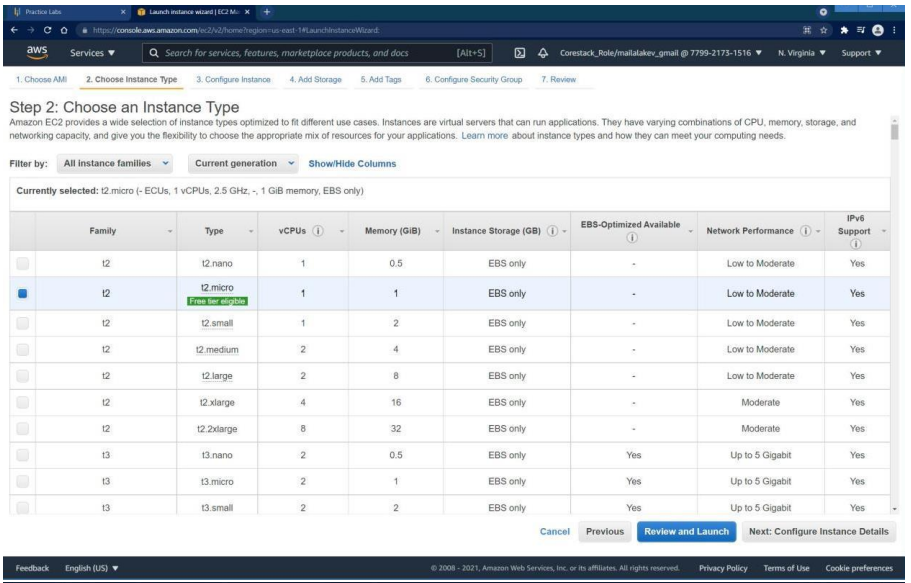 Practice Labs
Launch instance wizard | EC2 Ma
https://console.aws.amazon.com/ec2/v2/home?region=us-east-1#LaunchInstanceWizard:
aws Services Search for services, features, marketplace products, and docs [Alt+S] Corestack_Role/mailalakev_gmail @ 7799-2173-1516 N. Virginia Support
1. Choose AMI 2. Choose Instance Type 3. Configure Instance 4. Add Storage 5. Add Tags 6. Configure Security Group 7. Review
Step 2: Choose an Instance Type
Amazon EC2 provides a wide selection of instance types optimized to fit different use cases. Instances are virtual servers that can run applications. They have varying combinations of CPU, memory, storage, and
networking capacity, and give you the flexibility to choose the appropriate mix of resources for your applications. Learn more about instance types and how they can meet your computing needs.
Filter by: All instance families Current generation Show/Hide Columns
Currently selected: t2.micro (- ECUs, 1 vCPUs, 2.5 GHz, -, 1 GiB memory, EBS only)
Family Type vCPUs Memory (GiB) Instance Storage (GB) EBS-Optimized Available Network Performance IPv6 Support
t2 t2.nano 1 0.5 EBS only - Low to Moderate Yes
t2 t2.micro Free tier eligible 1 1 EBS only - Low to Moderate Yes
t2 t2.small 1 2 EBS only - Low to Moderate Yes
t2 t2.medium 2 4 EBS only - Low to Moderate Yes
t2 t2.large 2 8 EBS only - Low to Moderate Yes
t2 t2.xlarge 4 16 EBS only - Moderate Yes
t2 t2.2xlarge 8 32 EBS only - Moderate Yes
t3 t3.nano 2 0.5 EBS only Yes Up to 5 Gigabit Yes
t3 t3.micro 2 1 EBS only Yes Up to 5 Gigabit Yes
t3 t3.small 2 2 EBS only Yes Up to 5 Gigabit Yes
Cancel Previous Review and Launch Next: Configure Instance Details
Feedback English (US) © 2008 - 2021, Amazon Web Services, Inc. or its affiliates. All rights reserved. Privacy Policy Terms of Use Cookie preferences